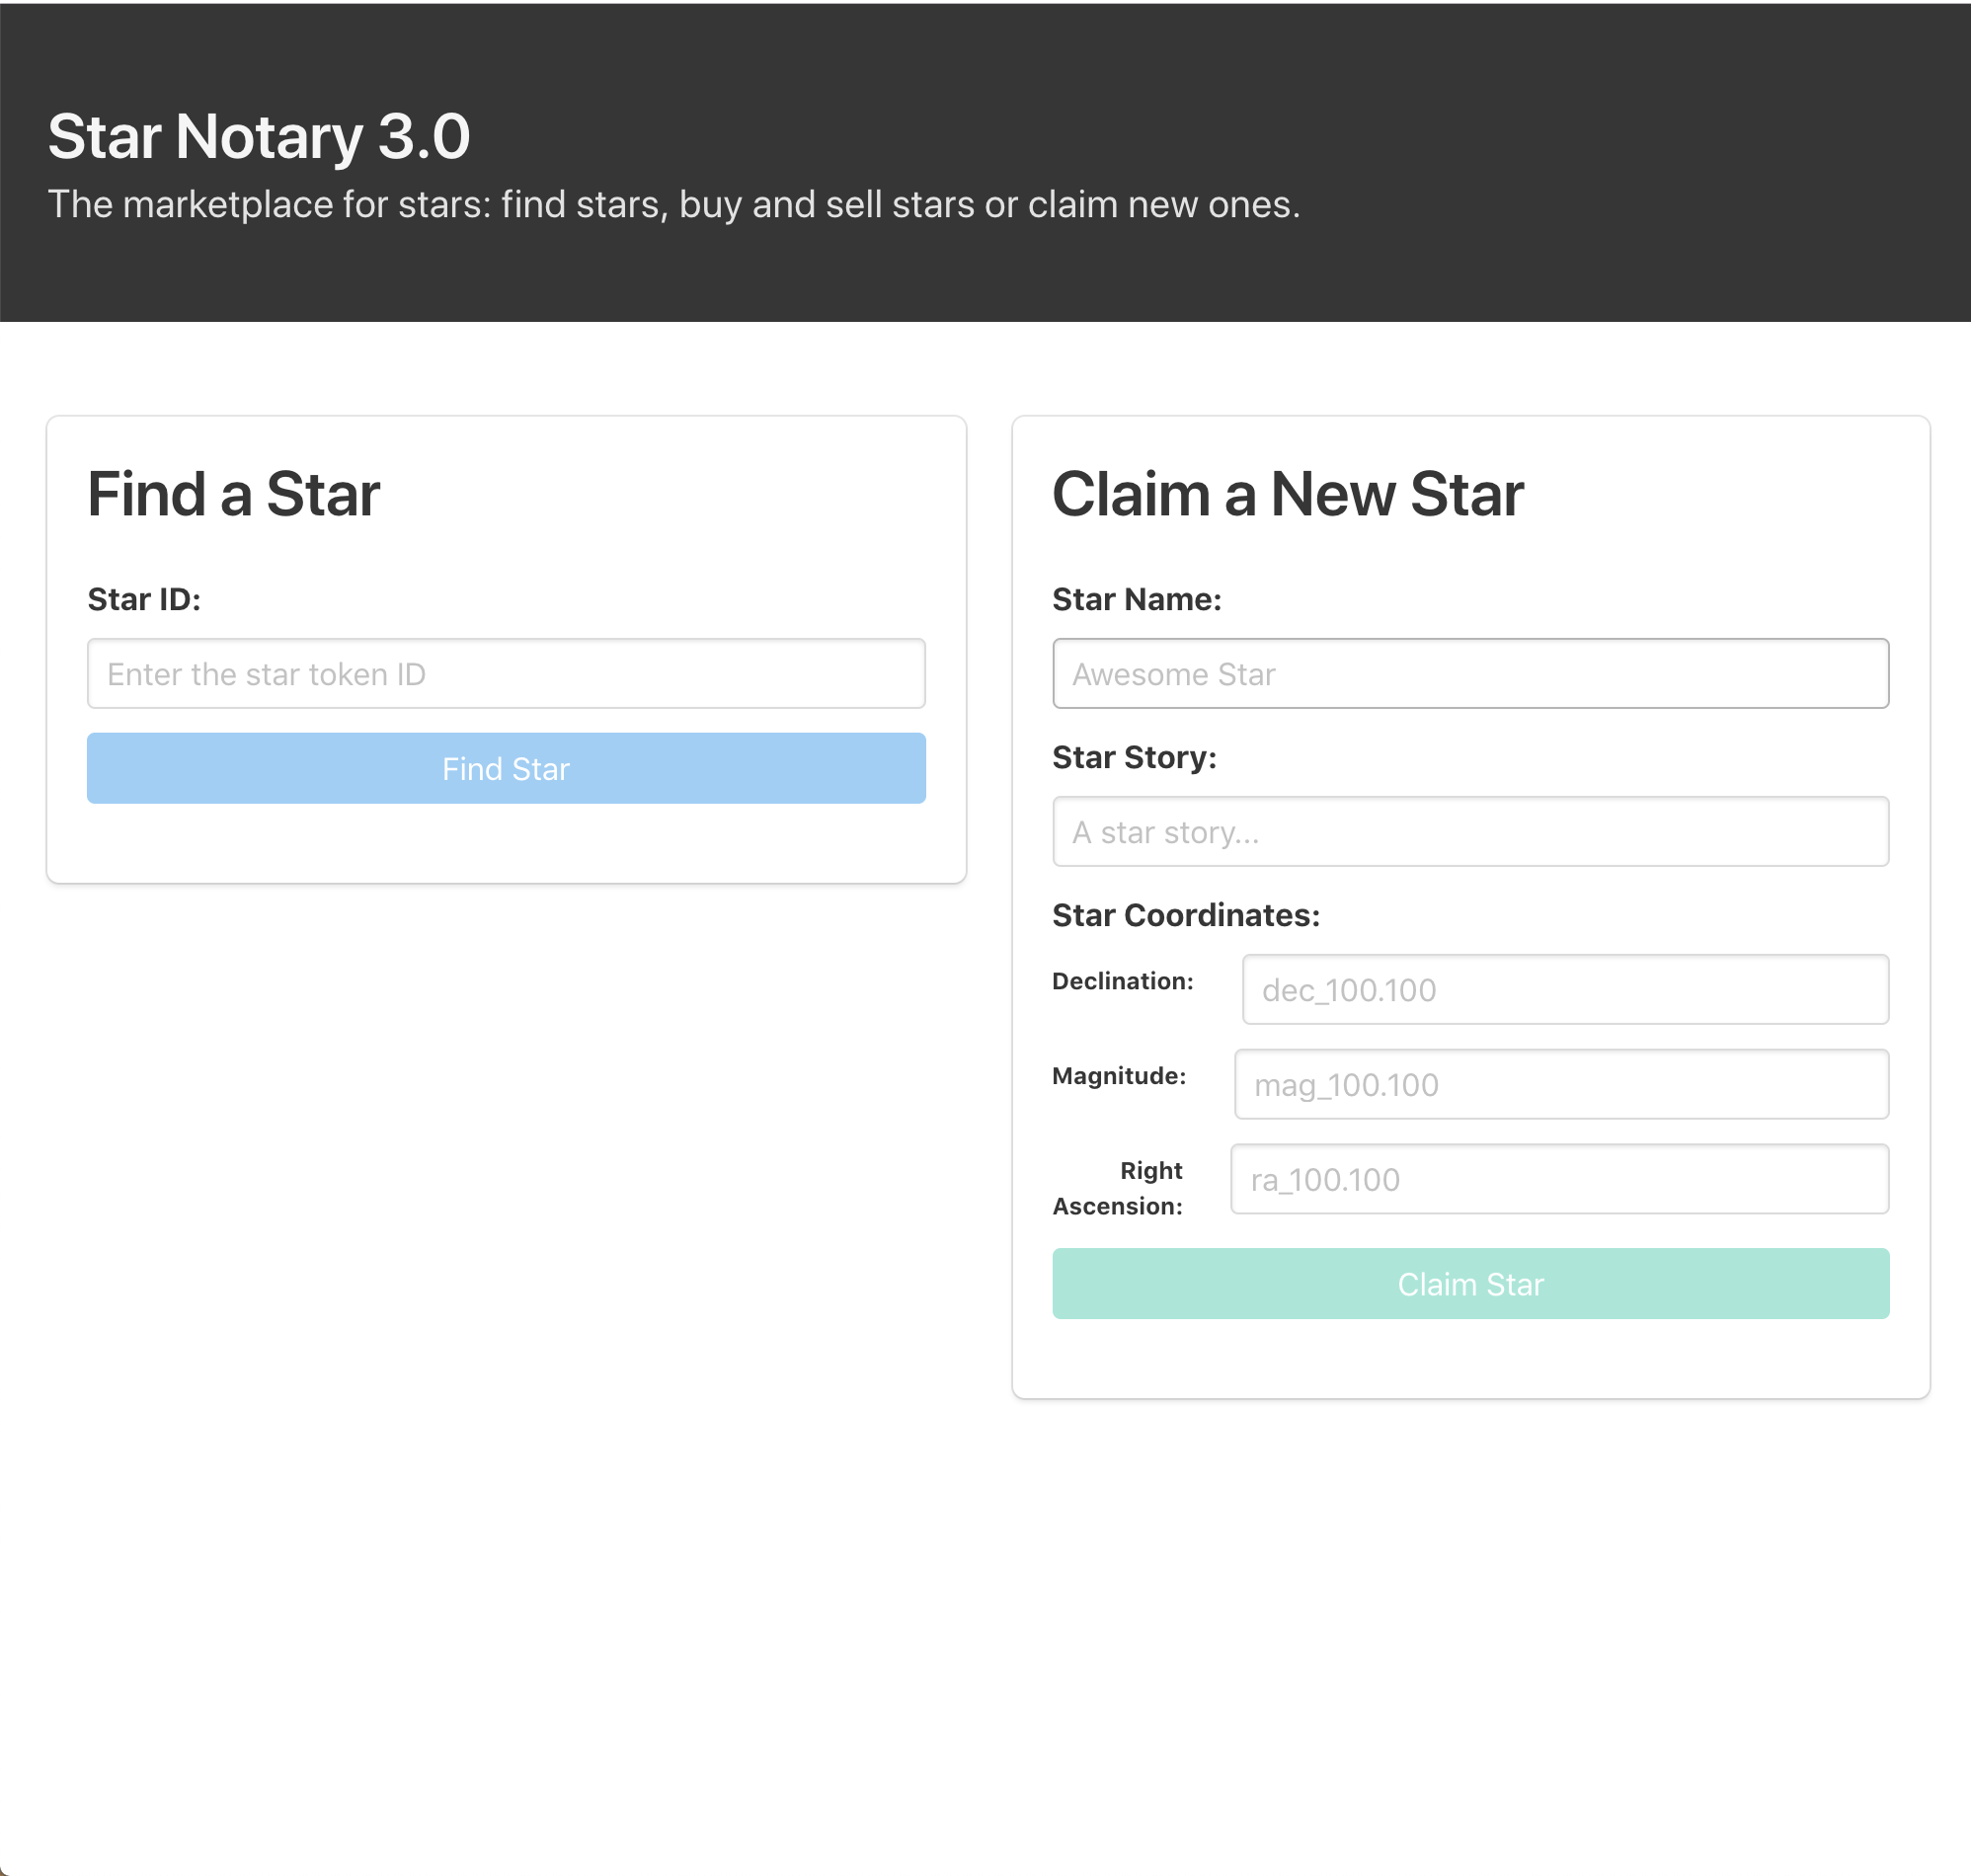 Star Notary 3.0
The marketplace for stars: find stars, buy and sell stars or claim new ones.
Find a Star
Star ID:
Enter the star token ID
Find Star
Claim a New Star
Star Name:
Awesome Star
Star Story:
A star story...
Star Coordinates:
Declination:
dec_100.100
Magnitude:
mag_100.100
Right
Ascension:
ra_100.100
Claim Star